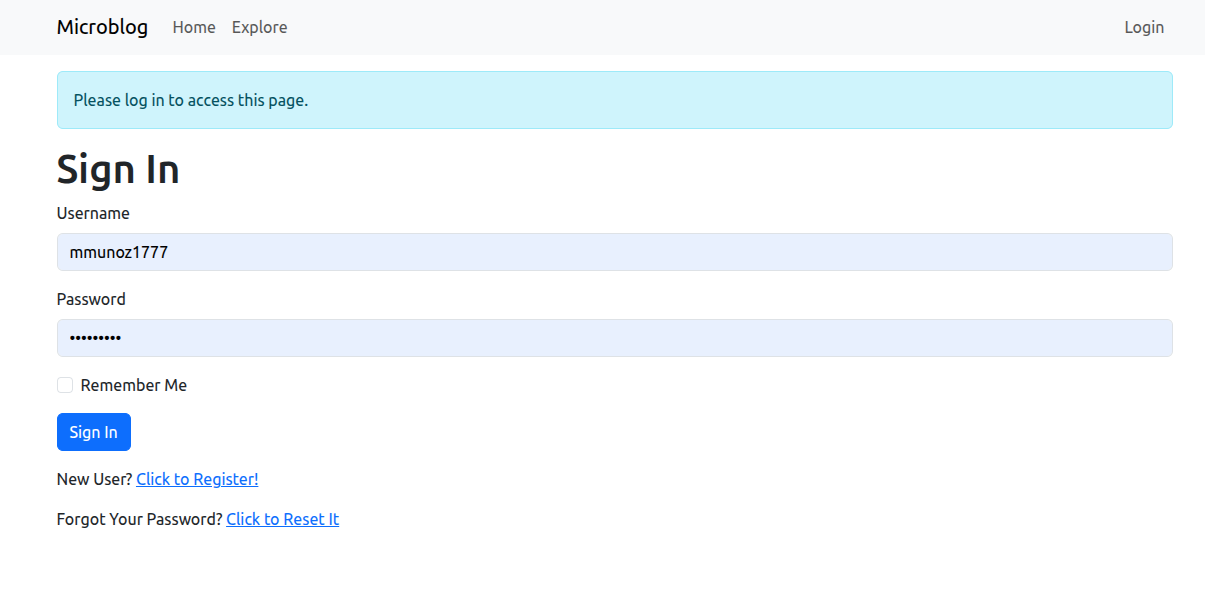 Microblog Home Explore Login
Please log in to access this page.
Sign In
Username
mmunoz1777
Password
•••••••••
Remember Me
Sign In
New User? Click to Register!
Forgot Your Password? Click to Reset It